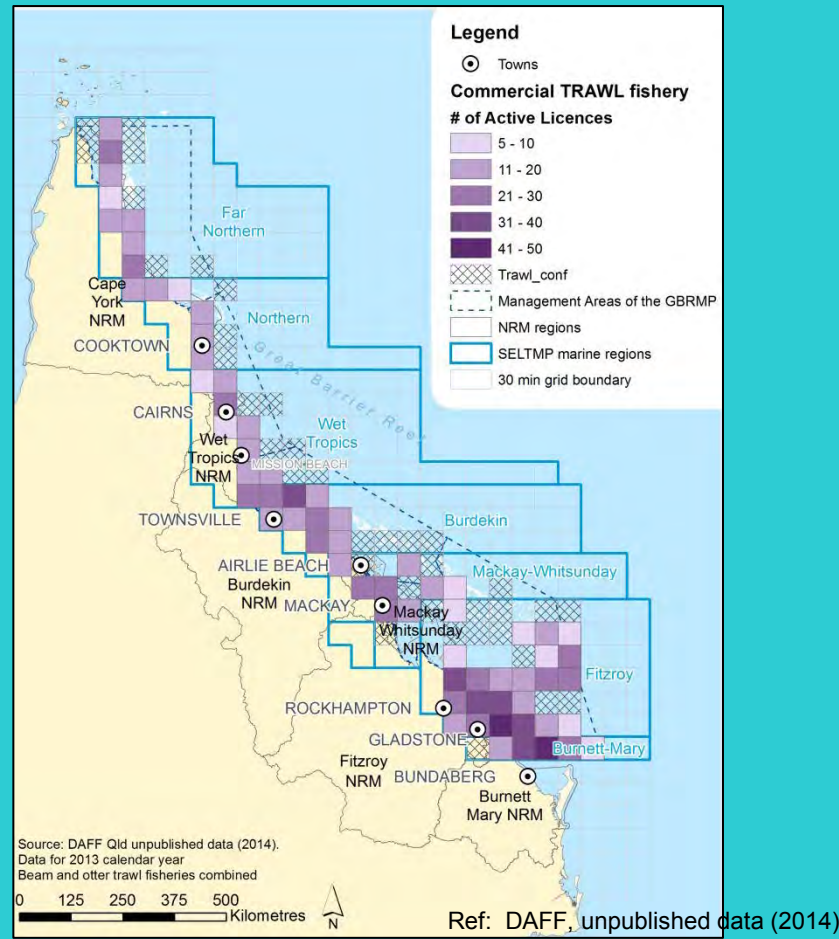 Legend
Towns
Commercial TRAWL fishery
# of Active Licences
5 - 10
11 - 20
21 - 30
31 - 40
41 - 50
Trawl_conf
Management Areas of the GBRMP
NRM regions
SELTMP marine regions
30 min grid boundary
Far
Northern
Cape
York
NRM
Northern
COOKTOWN
Great Barrier Reef
CAIRNS
Wet
Tropics
Wet
Tropics
NRM
MISSION BEACH
TOWNSVILLE
Burdekin
AIRLIE BEACH
Mackay-Whitsunday
Burdekin
NRM
MACKAY
Mackay
Whitsunday
NRM
Fitzroy
ROCKHAMPTON
GLADSTONE
Burnett-Mary
Fitzroy
NRM
BUNDABERG
Burnett
Mary NRM
Source: DAFF Qld unpublished data (2014).
Data for 2013 calendar year
Beam and otter trawl fisheries combined
0 125 250 375 500
Kilometres
N
Ref: DAFF, unpublished data (2014)